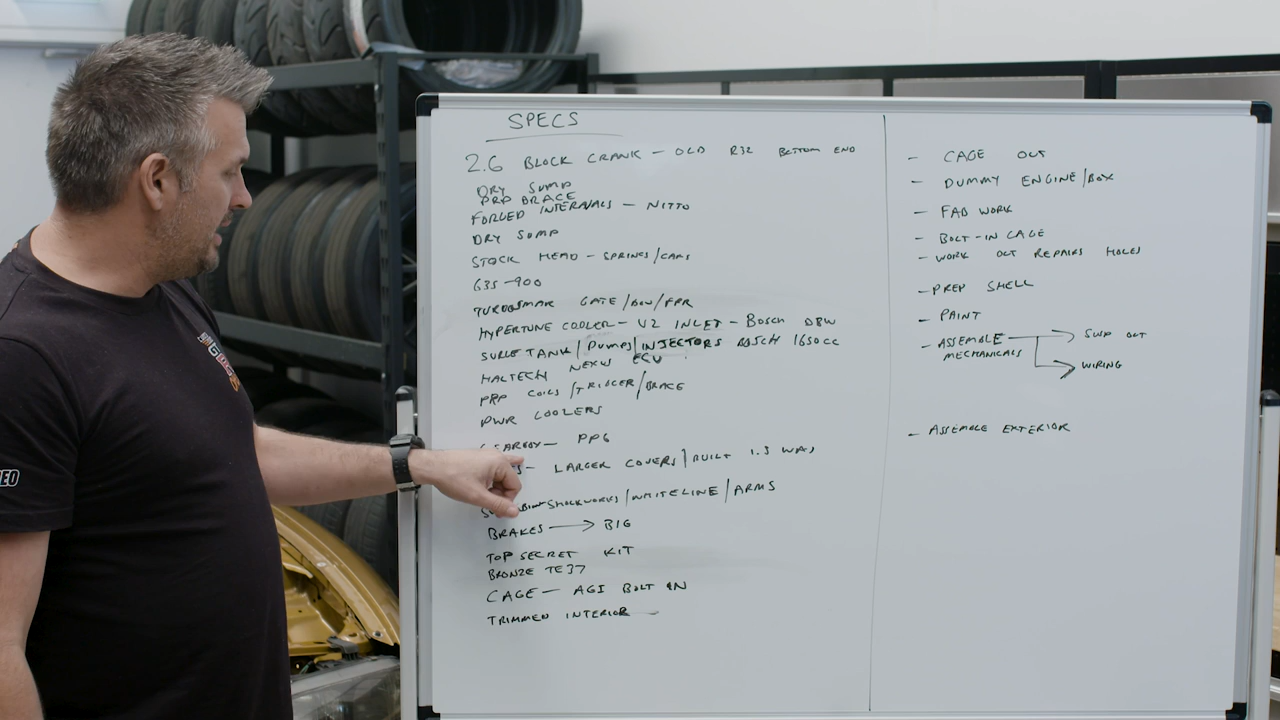 SPECS
2.6 BLOCK CRANK - OLD R32 BOTTOM END
DRY SUMP
PRP BRACE
FORGED INTERNALS - NITTO
DRY SUMP
STOCK HEAD - SPRINGS/CAMS
G35-900
TURBOSMAR GATE/BOV/FPR
HYPERTUNE COOLER - V2 INLET - BOSCH DBW
SURGE TANK/PUMPS/INJECTORS BOSCH 1650CC
HALTECH NEXUS ECU
PRP COILS/TRIGGER/BRACE
PWR COOLERS
GEARBOX - PPG
- LARGER COVERS/BUILT 1.5 WAY
SHOCKWORKS/WHITELINE/ARMS
BRAKES → BIG
TOP SECRET KIT
BRONZE TE37
CAGE - AGI BOLT IN
TRIMMED INTERIOR -
- CAGE OUT
- DUMMY ENGINE/BOX
- FAB WORK
- BOLT-IN CAGE
- WORK OUT REPAIRS HOLES
- PREP SHELL
- PAINT
- ASSEMBLE MECHANICALS → SWAP OUT
→ WIRING
- ASSEMBLE EXTERIOR